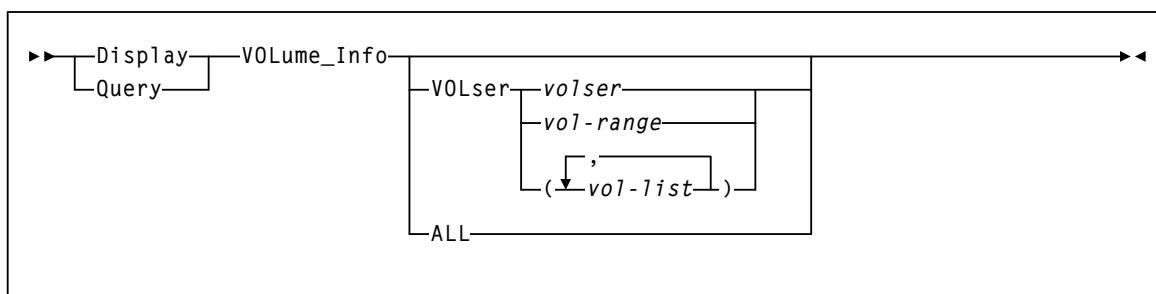 Display VOLume_Info
Query
VOLser volser
vol-range
,
( vol-list )
ALL